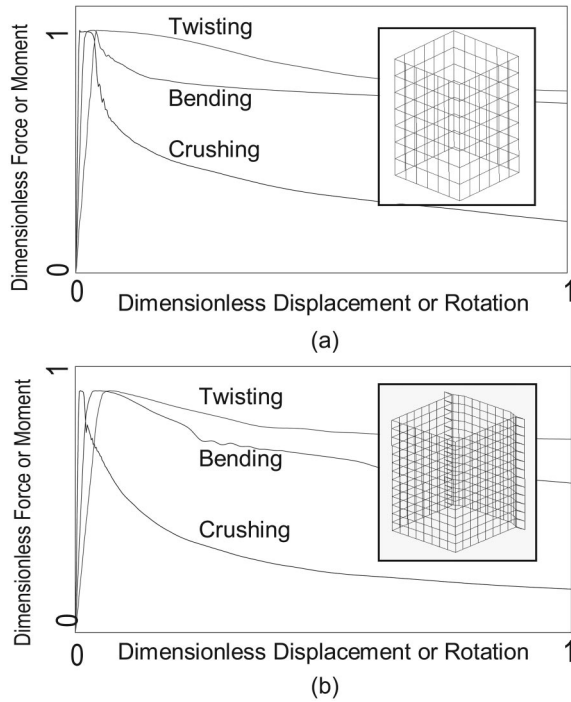 Dimensionless Force or Moment
1
Twisting
Bending
Crushing
0
0
1
Dimensionless Displacement or Rotation
(a)
Dimensionless Force or Moment
1
Twisting
Bending
Crushing
0
0
1
Dimensionless Displacement or Rotation
(b)